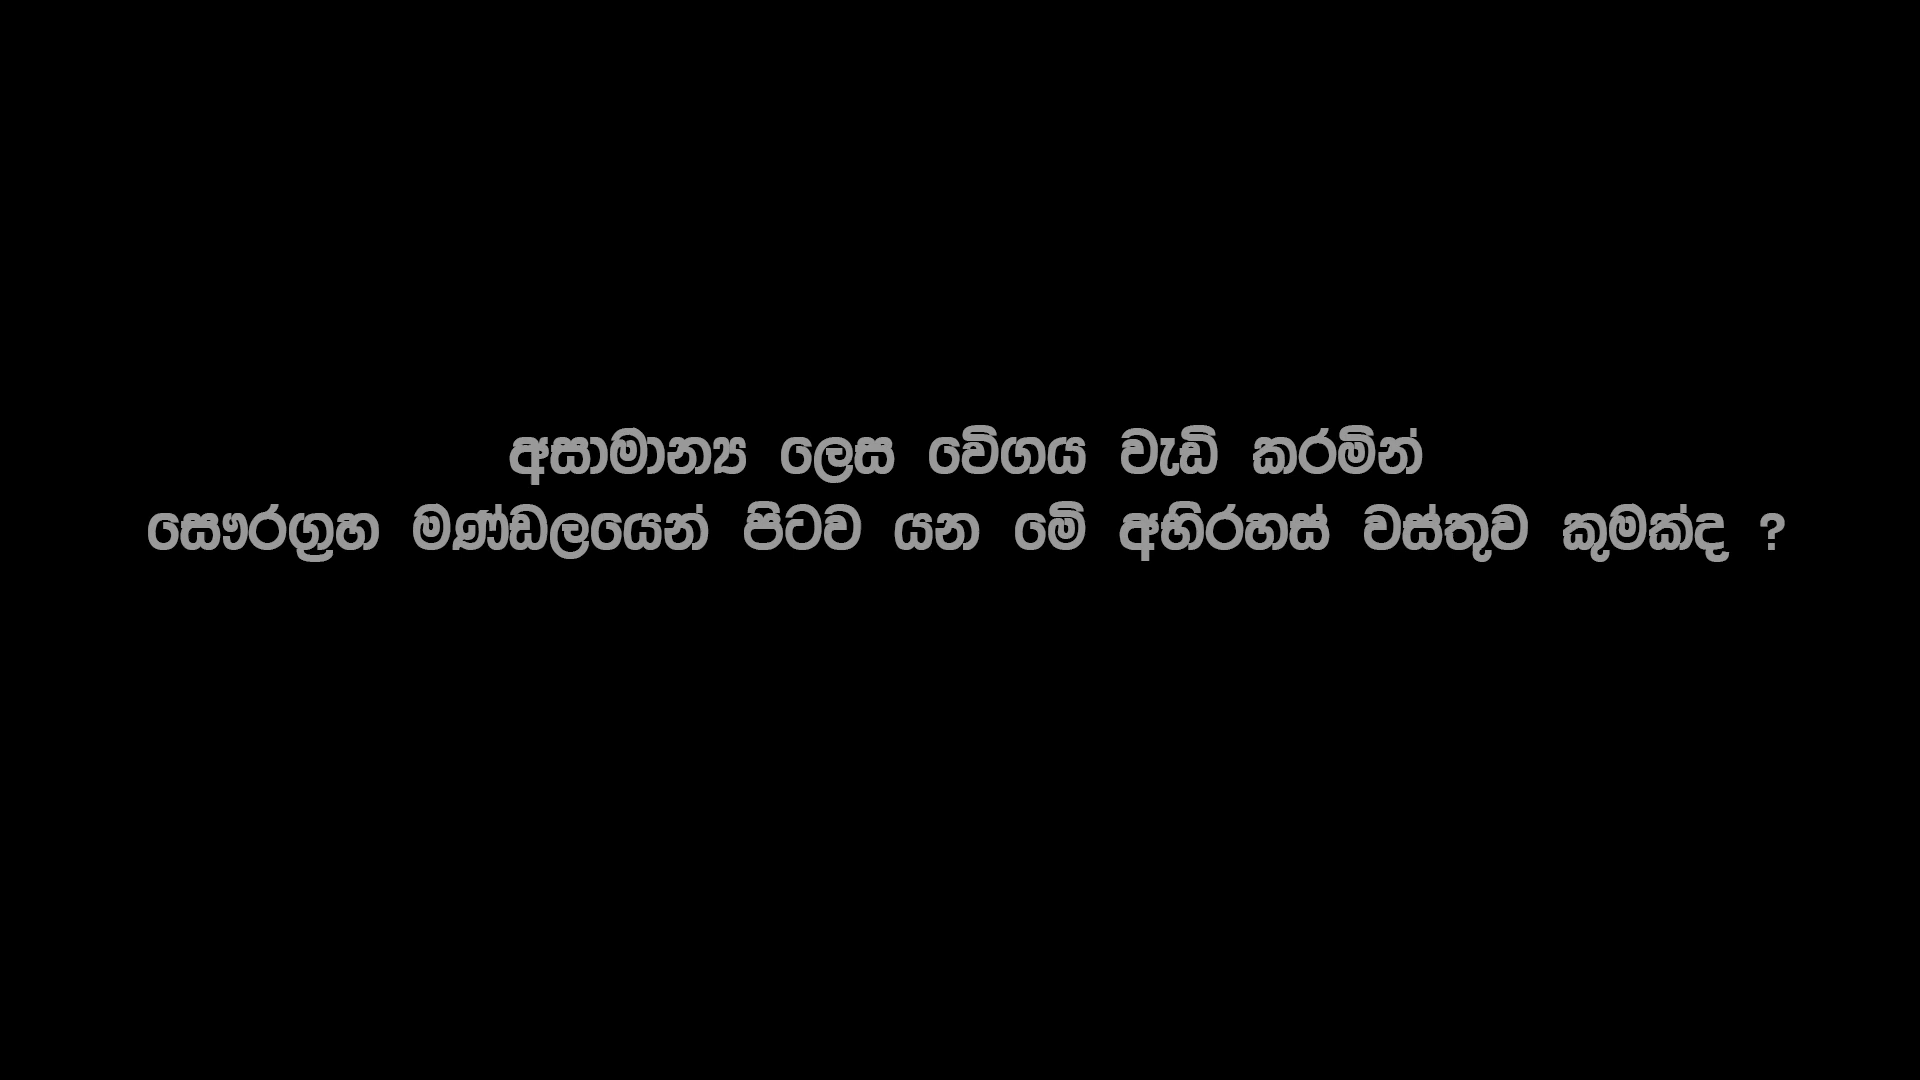 අසාමාන්‍ය ලෙස වේගය වැඩි කරමින්
සෞරග්‍රහ මණ්ඩලයෙන් පිටව යන මේ අභිරහස් වස්තුව කුමක්ද ?